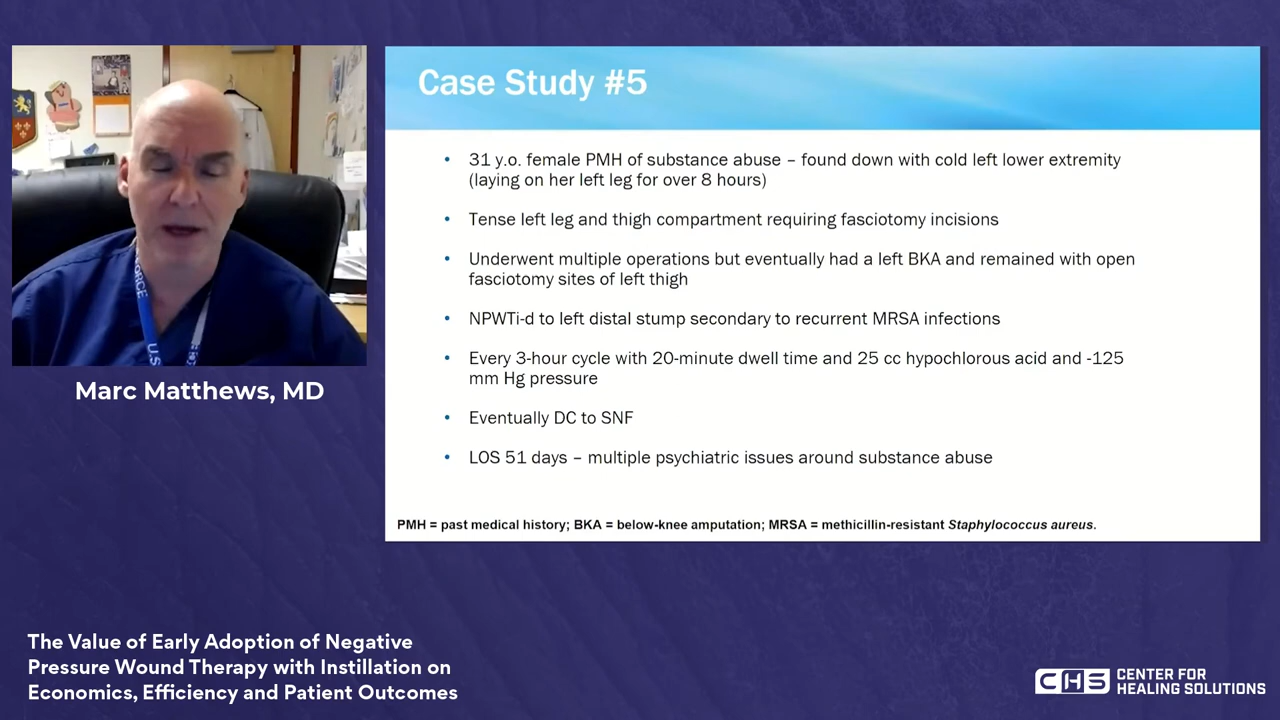 Case Study #5
• 31 y.o. female PMH of substance abuse – found down with cold left lower extremity
(laying on her left leg for over 8 hours)
• Tense left leg and thigh compartment requiring fasciotomy incisions
• Underwent multiple operations but eventually had a left BKA and remained with open
fasciotomy sites of left thigh
• NPWTi-d to left distal stump secondary to recurrent MRSA infections
• Every 3-hour cycle with 20-minute dwell time and 25 cc hypochlorous acid and -125
mm Hg pressure
• Eventually DC to SNF
• LOS 51 days – multiple psychiatric issues around substance abuse
PMH = past medical history; BKA = below-knee amputation; MRSA = methicillin-resistant Staphylococcus aureus.
Marc Matthews, MD
The Value of Early Adoption of Negative
Pressure Wound Therapy with Instillation on
Economics, Efficiency and Patient Outcomes
CHS
CENTER FOR
HEALING SOLUTIONS